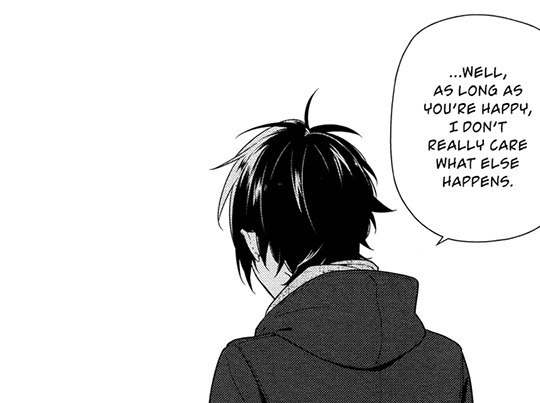 ...WELL,
AS LONG AS
YOU'RE HAPPY,
I DON'T
REALLY CARE
WHAT ELSE
HAPPENS.